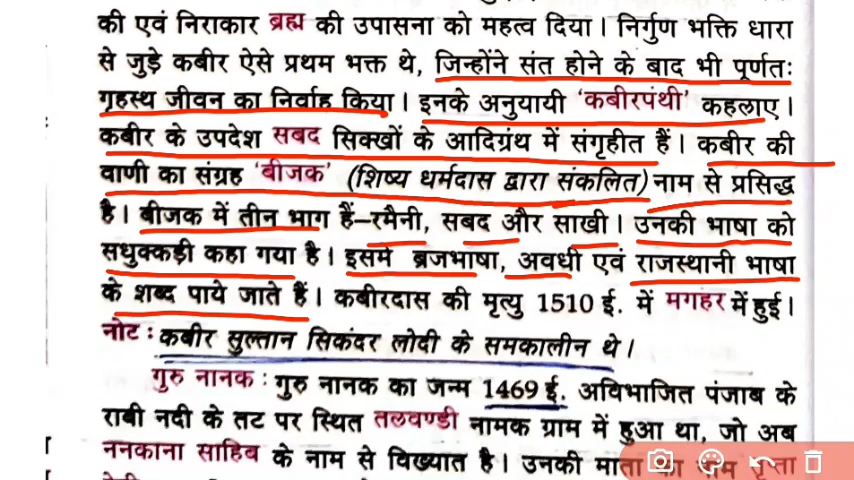 की एवं निराकार ब्रह्म की उपासना को महत्व दिया। निर्गुण भक्ति धारा
से जुड़े कबीर ऐसे प्रथम भक्त थे, जिन्होंने संत होने के बाद भी पूर्णतः
गृहस्थ जीवन का निर्वाह किया। इनके अनुयायी 'कबीरपंथी' कहलाए।
कबीर के उपदेश सबद सिक्खों के आदिग्रंथ में संगृहीत हैं। कबीर की
वाणी का संग्रह 'बीजक' (शिष्य धर्मदास द्वारा संकलित) नाम से प्रसिद्ध
है। बीजक में तीन भाग हैं–रमैनी, सबद और साखी। उनकी भाषा को
सधुक्कड़ी कहा गया है। इसमें ब्रजभाषा, अवधी एवं राजस्थानी भाषा
के शब्द पाये जाते हैं। कबीरदास की मृत्यु 1510 ई. में मगहर में हुई।
नोट : कबीर सुल्तान सिकंदर लोदी के समकालीन थे।
गुरु नानक : गुरु नानक का जन्म 1469 ई. अविभाजित पंजाब के
रावी नदी के तट पर स्थित तलवण्डी नामक ग्राम में हुआ था, जो अब
ननकाना साहिब के नाम से विख्यात है। उनकी माता का नाम तृप्ता